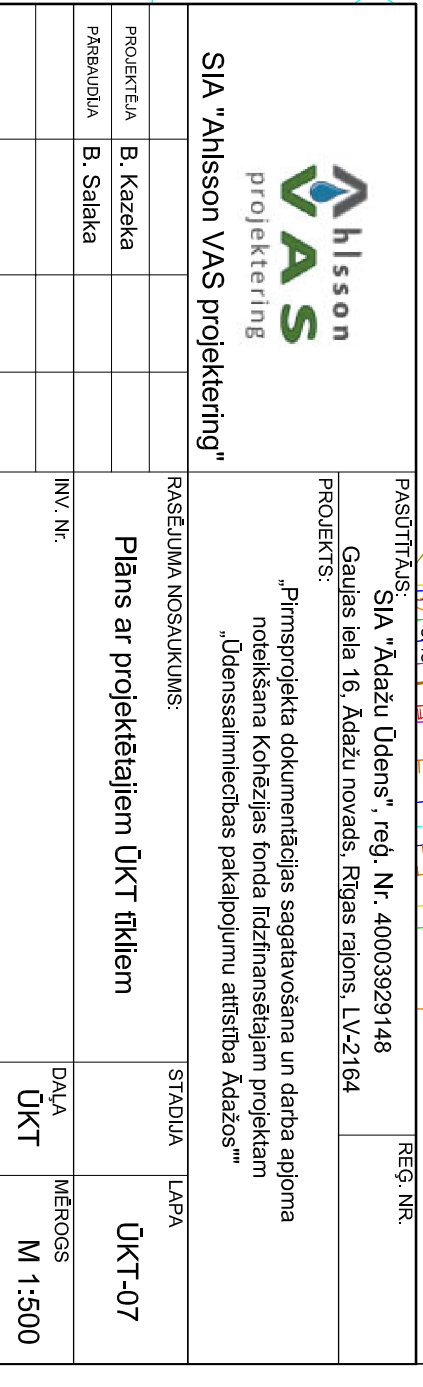 Ahlsson
VAS
projektering
SIA "Ahlsson VAS projektering"
PASŪTĪTĀJS:
SIA "Ādažu Ūdens", reģ. Nr. 40003929148
Gaujas iela 16, Ādažu novads, Rīgas rajons, LV-2164
REĢ. NR.
PROJEKTS:
„Pirmsprojekta dokumentācijas sagatavošana un darba apjoma
noteikšana Kohēzijas fonda līdzfinansētajam projektam
„Ūdenssaimniecības pakalpojumu attīstība Ādažos""
PROJEKTĒJA B. Kazeka
PĀRBAUDĪJA B. Salaka
RASĒJUMA NOSAUKUMS:
Plāns ar projektētajiem ŪKT tīkliem
STADIJA
LAPA
ŪKT-07
INV. Nr.
DAĻA
ŪKT
MĒROGS
M 1:500